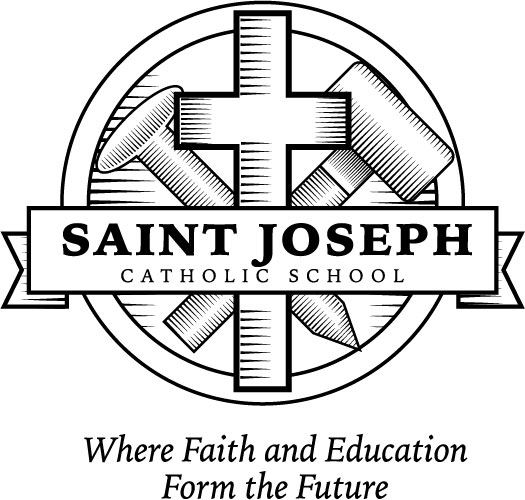 SAINT JOSEPH
CATHOLIC SCHOOL
Where Faith and Education
Form the Future